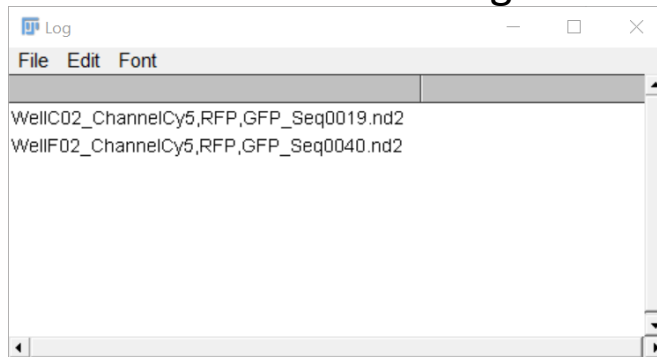 Log
File Edit Font
WellC02_ChannelCy5,RFP,GFP_Seq0019.nd2
WellF02_ChannelCy5,RFP,GFP_Seq0040.nd2